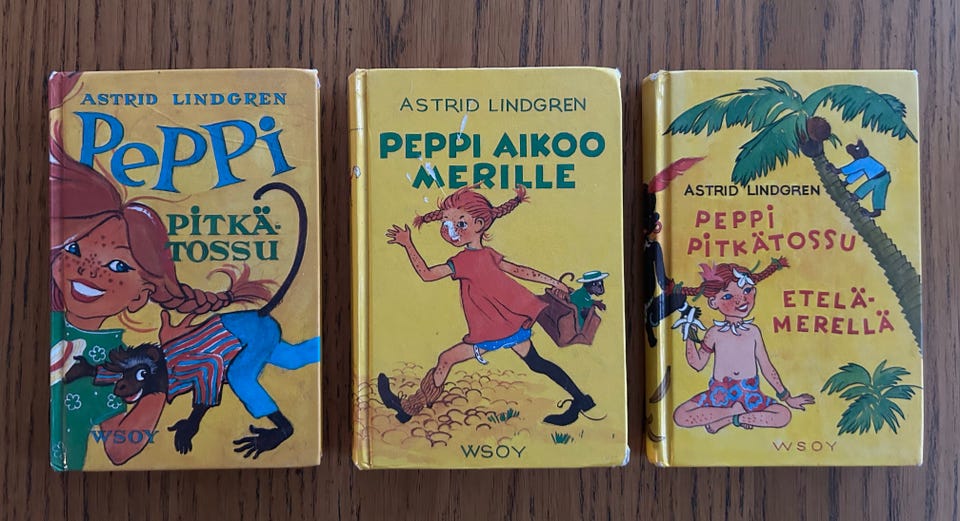 ASTRID LINDGREN
PePPi
PITKÄ-
TOSSU
WSOY
ASTRID LINDGREN
PEPPI AIKOO
MERILLE
WSOY
ASTRID LINDGREN
PEPPI
PITKÄTOSSU
ETELÄ-
MERELLÄ
WSOY